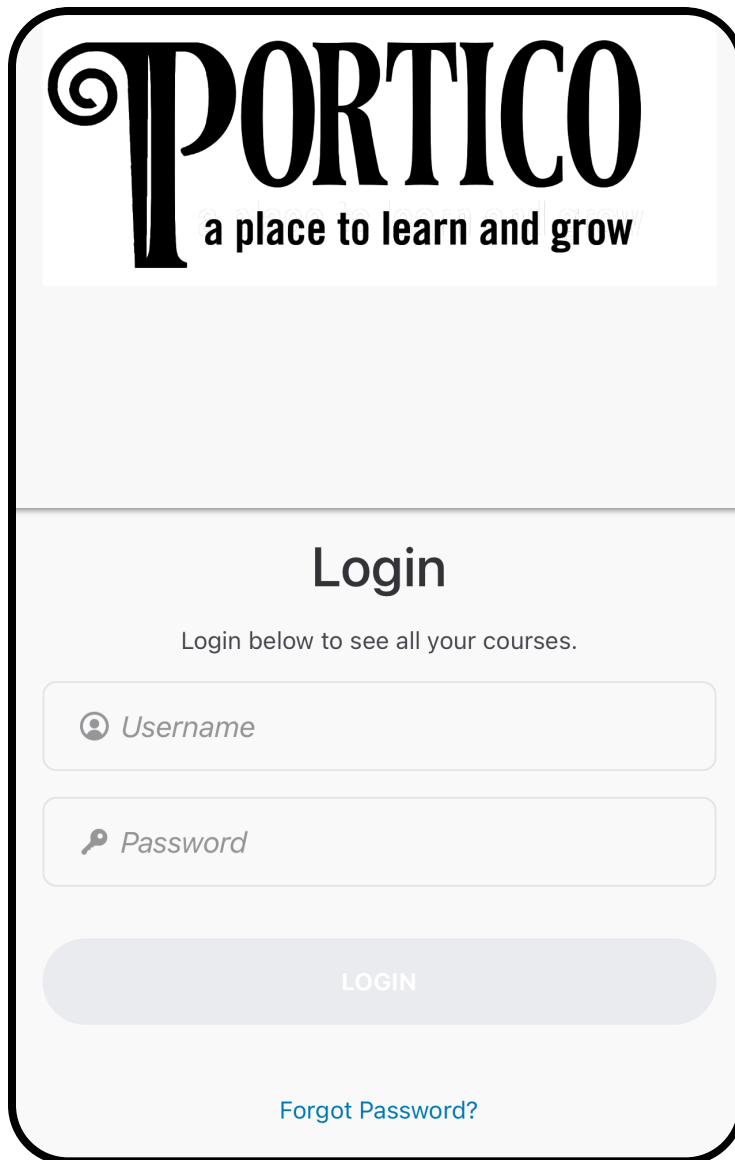 PORTICO
a place to learn and grow
Login
Login below to see all your courses.
Username
Password
LOGIN
Forgot Password?